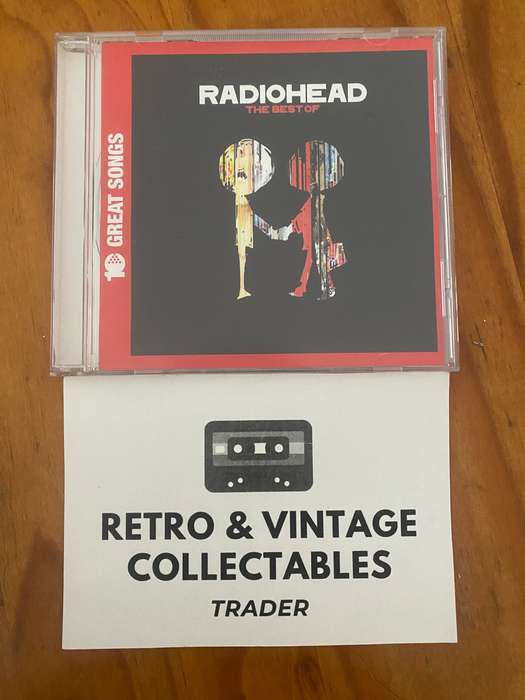 RADIOHEAD
THE BEST OF
10 GREAT SONGS
RETRO & VINTAGE
COLLECTABLES
TRADER